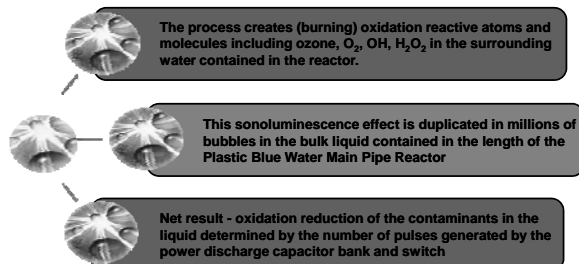 The process creates (burning) oxidation reactive atoms and
molecules including ozone, O₂, OH, H₂O₂ in the surrounding
water contained in the reactor.
This sonoluminescence effect is duplicated in millions of
bubbles in the bulk liquid contained in the length of the
Plastic Blue Water Main Pipe Reactor
Net result - oxidation reduction of the contaminants in the
liquid determined by the number of pulses generated by the
power discharge capacitor bank and switch